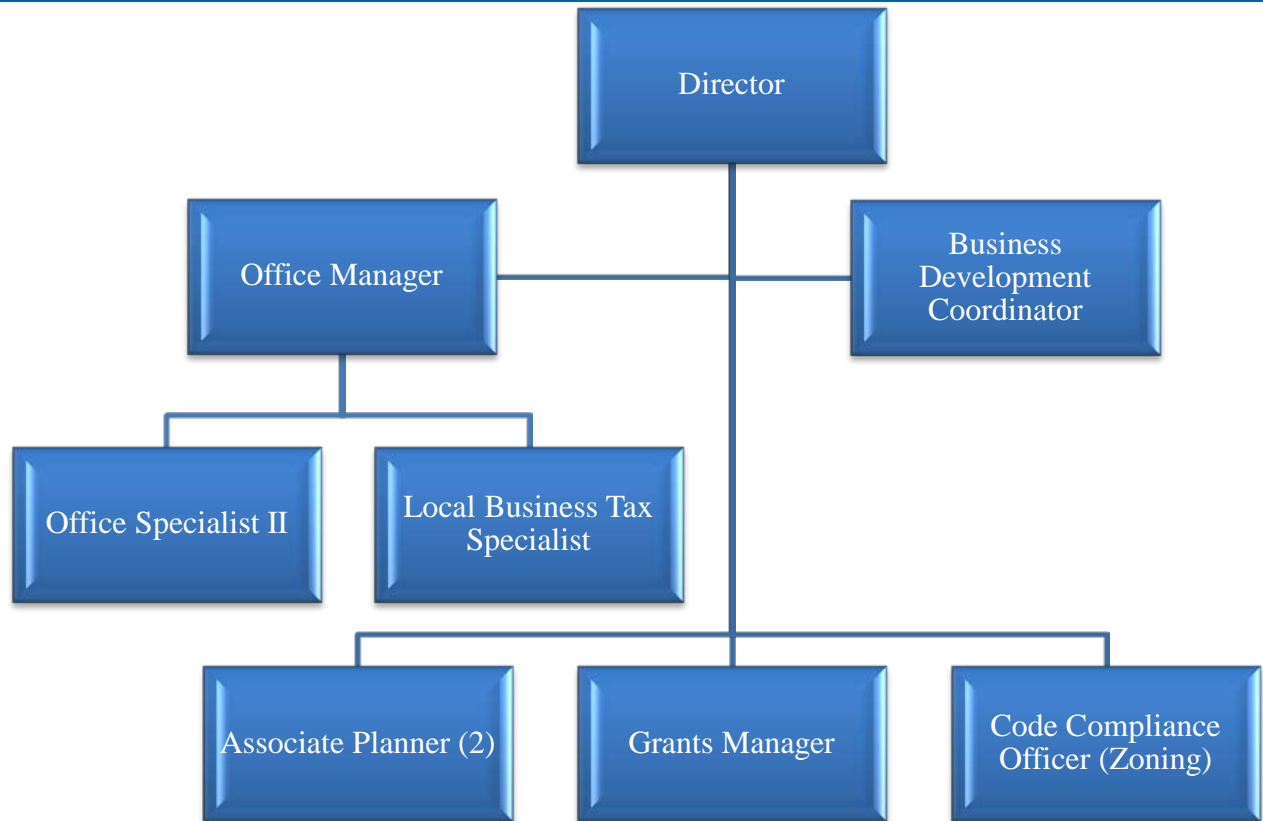 Director
Office Manager
Business
Development
Coordinator
Office Specialist II
Local Business Tax
Specialist
Associate Planner (2)
Grants Manager
Code Compliance
Officer (Zoning)